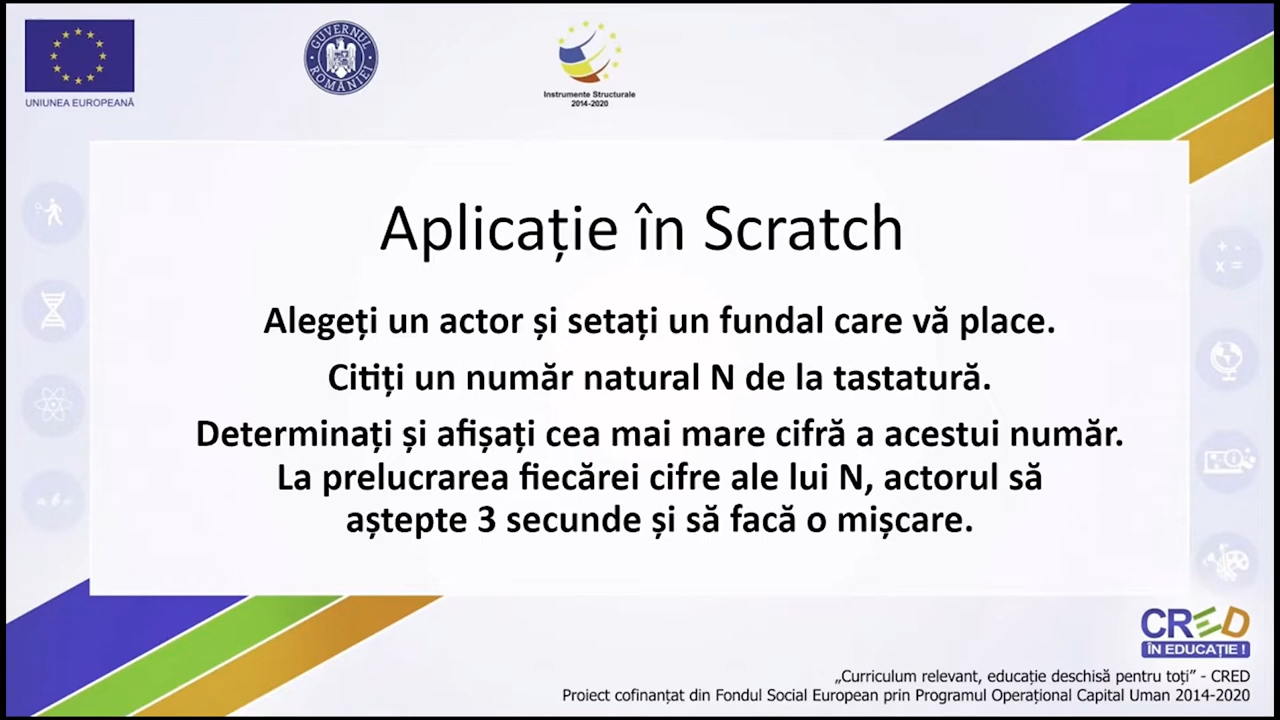 UNIUNEA EUROPEANĂ
GUVERNUL ROMÂNIEI
Instrumente Structurale
2014-2020
Aplicație în Scratch
Alegeți un actor și setați un fundal care vă place.
Citiți un număr natural N de la tastatură.
Determinați și afișați cea mai mare cifră a acestui număr.
La prelucrarea fiecărei cifre ale lui N, actorul să
aștepte 3 secunde și să facă o mișcare.
CRED
ÎN EDUCAȚIE !
„Curriculum relevant, educație deschisă pentru toți” - CRED
Proiect cofinanțat din Fondul Social European prin Programul Operațional Capital Uman 2014-2020